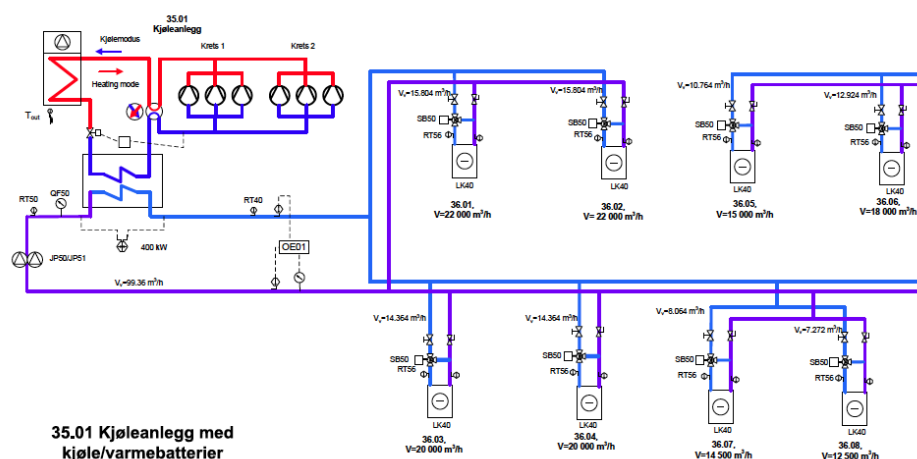 35.01
Kjøleanlegg
Kjølemodus
Heating mode
Krets 1
Krets 2
Tout
RT50
QF50
RT40
400 kW
OE01
JP50/JP51
Vv=99.36 m³/h
Vv=15.804 m³/h
SB50
RT56
LK40
36.01,
V=22 000 m³/h
Vv=15.804 m³/h
SB50
RT56
LK40
36.02,
V= 22 000 m³/h
Vv=10.764 m³/h
SB50
RT56
LK40
36.05,
V=15 000 m³/h
Vv=12.924 m³/h
SB50
RT56
LK40
36.06,
V=18 000 m³/h
Vv=14.364 m³/h
SB50
RT56
LK40
36.03,
V=20 000 m³/h
Vv=14.364 m³/h
SB50
RT56
LK40
36.04,
V=20 000 m³/h
Vv=8.064 m³/h
SB50
RT56
LK40
36.07,
V=14 500 m³/h
Vv=7.272 m³/h
SB50
RT56
LK40
36.08,
V=12 500 m³/h
35.01 Kjøleanlegg med
kjøle/varmebatterier